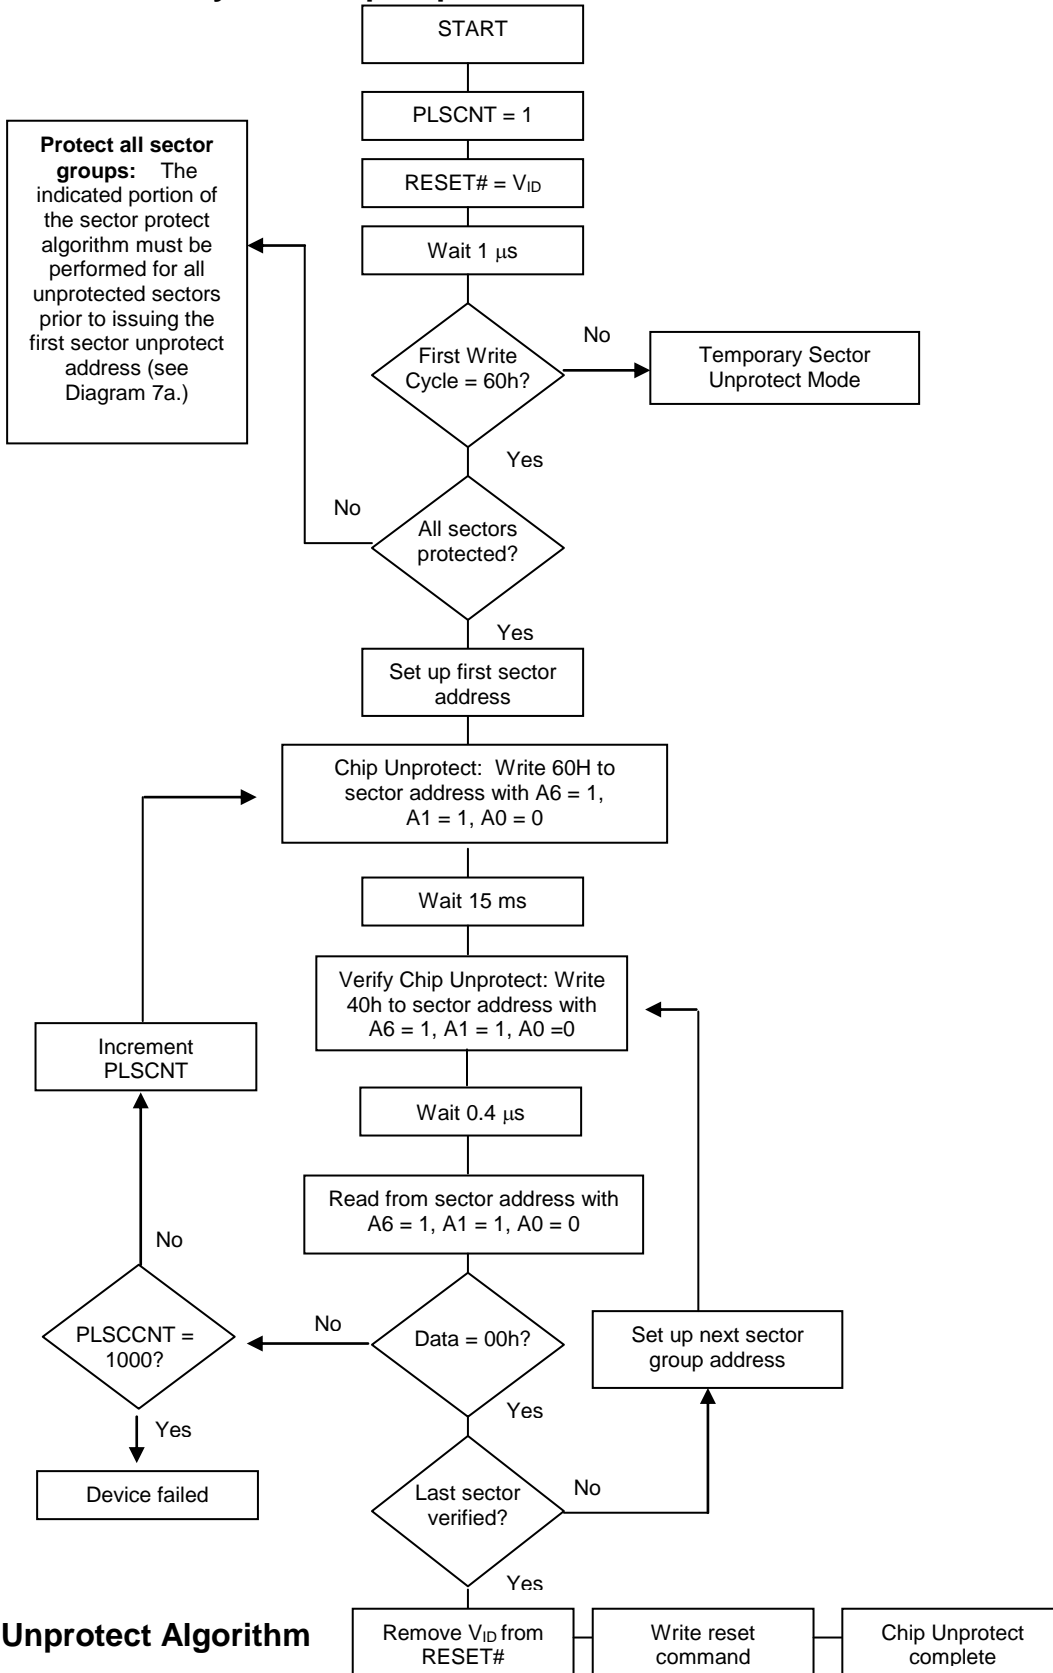 START
PLSCNT = 1
RESET# = VID
Wait 1 μs
Protect all sector
groups: The
indicated portion of
the sector protect
algorithm must be
performed for all
unprotected sectors
prior to issuing the
first sector unprotect
address (see
Diagram 7a.)
First Write
Cycle = 60h?
No
Temporary Sector
Unprotect Mode
Yes
No
All sectors
protected?
Yes
Set up first sector
address
Chip Unprotect: Write 60H to
sector address with A6 = 1,
A1 = 1, A0 = 0
Wait 15 ms
Verify Chip Unprotect: Write
40h to sector address with
A6 = 1, A1 = 1, A0 =0
Increment
PLSCNT
Wait 0.4 μs
Read from sector address with
A6 = 1, A1 = 1, A0 = 0
No
PLSCCNT =
1000?
No
Data = 00h?
Set up next sector
group address
Yes
Yes
Device failed
Last sector
verified?
No
Yes
Unprotect Algorithm
Remove VID from
RESET#
Write reset
command
Chip Unprotect
complete